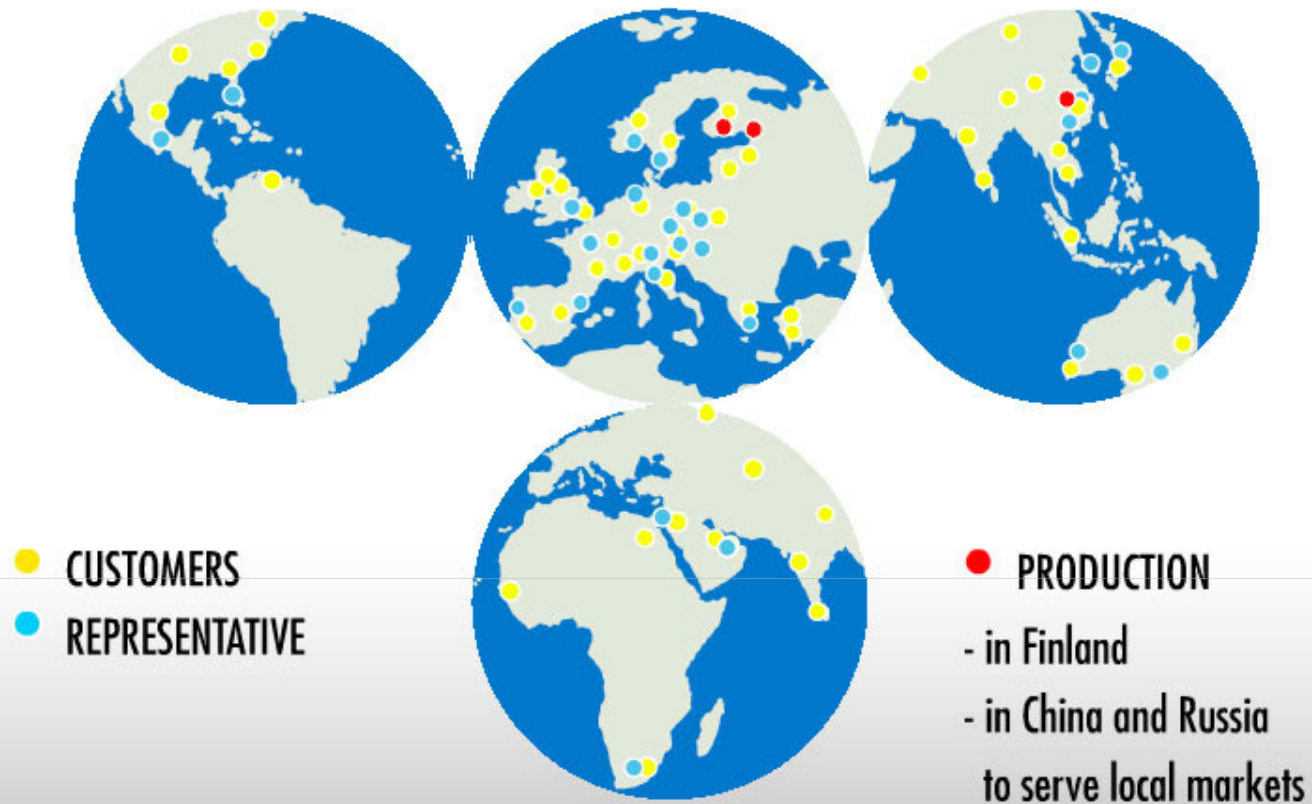 CUSTOMERS
REPRESENTATIVE
PRODUCTION
- in Finland
- in China and Russia
to serve local markets